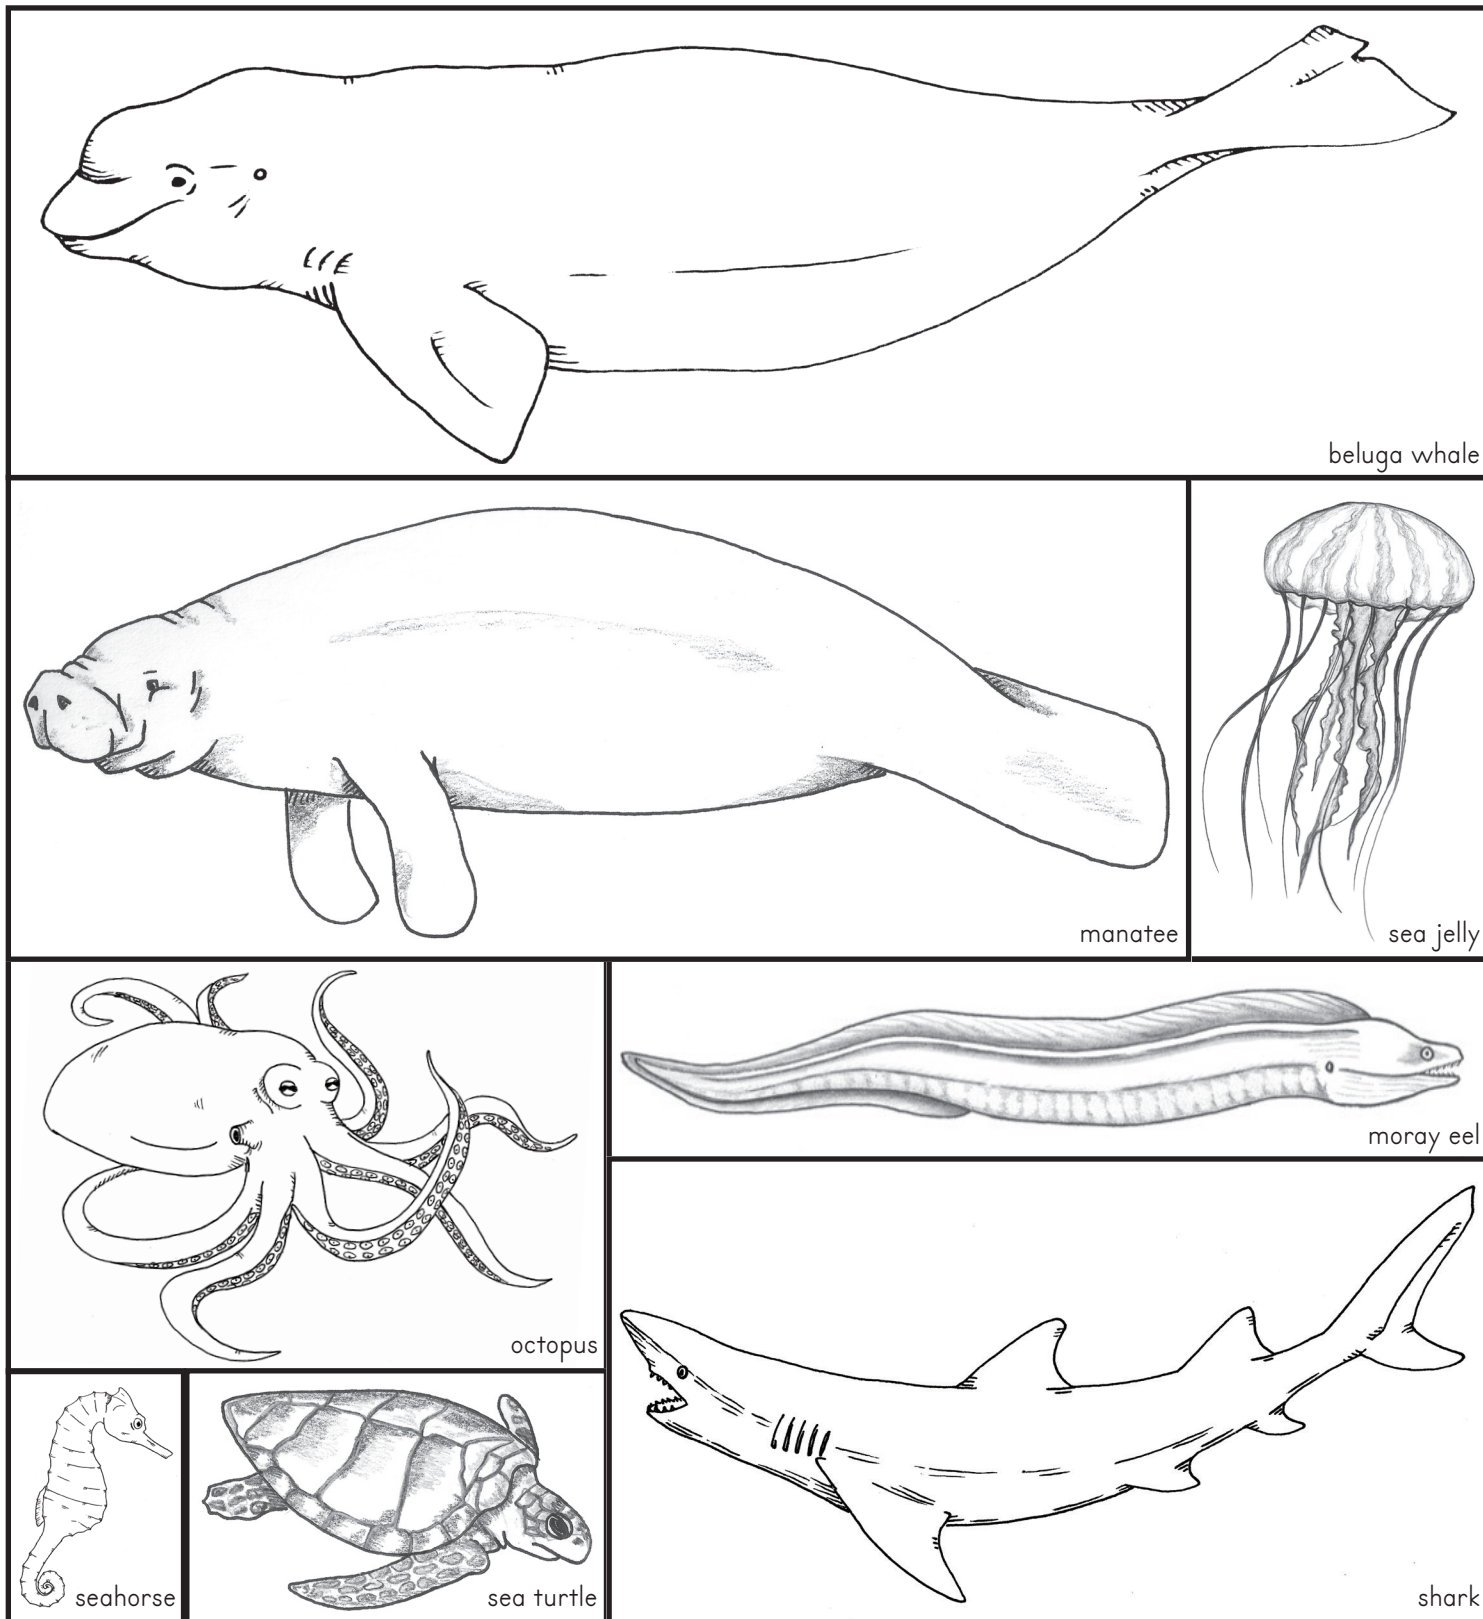 beluga whale
manatee
sea jelly
octopus
moray eel
seahorse
sea turtle
shark